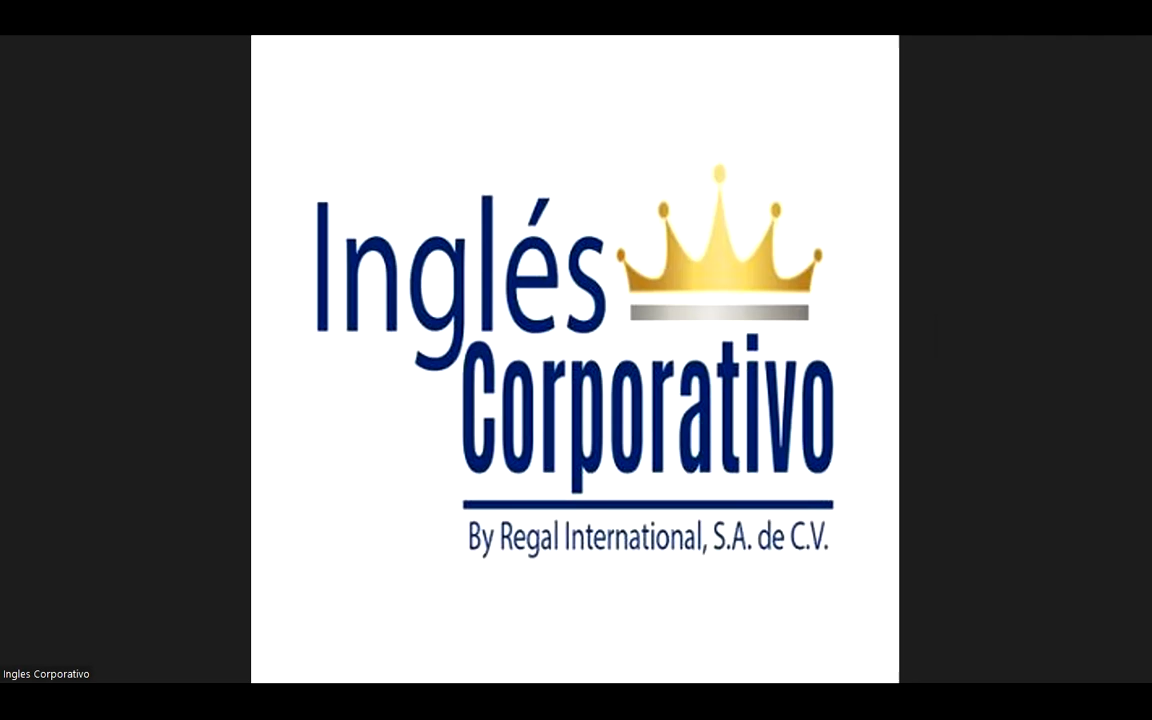 Inglés
Corporativo
By Regal International, S.A. de C.V.
Ingles Corporativo